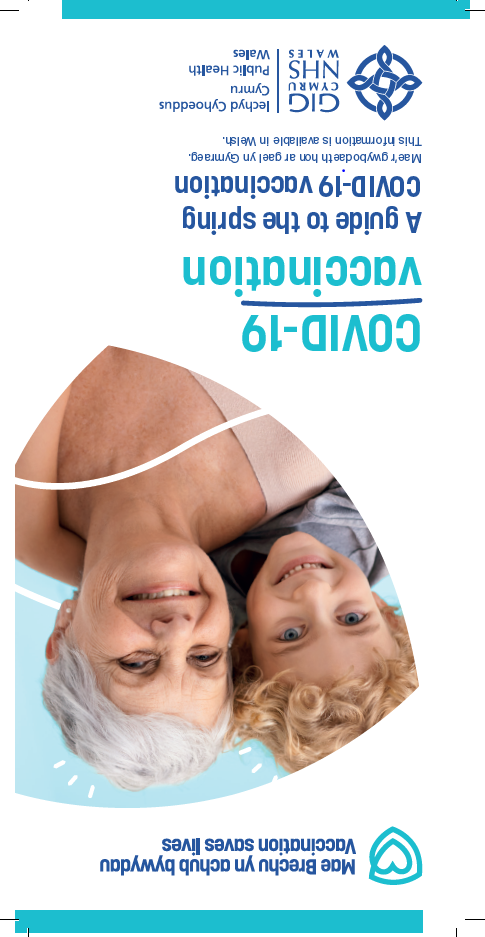 Mae Brechu yn achub bywydau
Vaccination saves lives
COVID-19
vaccination
A guide to the spring
COVID-19 vaccination
Mae'r gwybodaeth hon ar gael yn Gymraeg.
This information is available in Welsh.
GIG
CYMRU
NHS
WALES
Iechyd Cyhoeddus
Cymru
Public Health
Wales